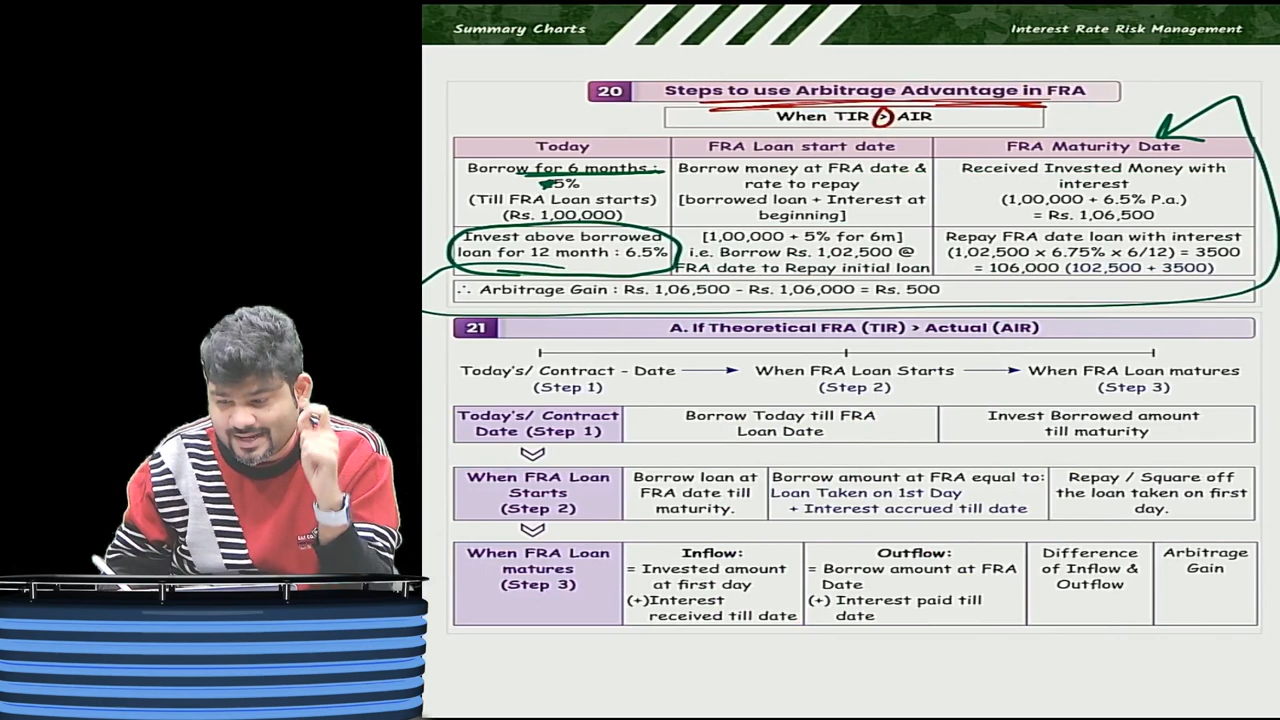 Summary Charts
Interest Rate Risk Management
20 Steps to use Arbitrage Advantage in FRA
When TIR > AIR
Today
FRA Loan start date
FRA Maturity Date
Borrow for 6 months :
5%
(Till FRA Loan starts)
(Rs. 1,00,000)
Borrow money at FRA date &
rate to repay
[borrowed loan + Interest at
beginning]
Received Invested Money with
interest
(1,00,000 + 6.5% P.a.)
= Rs. 1,06,500
Invest above borrowed
loan for 12 month : 6.5%
[1,00,000 + 5% for 6m]
i.e. Borrow Rs. 1,02,500 @
FRA date to Repay initial loan
Repay FRA date loan with interest
(1,02,500 x 6.75% x 6/12) = 3500
= 106,000 (102,500 + 3500)
∴ Arbitrage Gain : Rs. 1,06,500 - Rs. 1,06,000 = Rs. 500
21 A. If Theoretical FRA (TIR) > Actual (AIR)
Today's/ Contract - Date
(Step 1)
When FRA Loan Starts
(Step 2)
When FRA Loan matures
(Step 3)
Today's/ Contract
Date (Step 1)
Borrow Today till FRA
Loan Date
Invest Borrowed amount
till maturity
When FRA Loan
Starts
(Step 2)
Borrow loan at
FRA date till
maturity.
Borrow amount at FRA equal to:
Loan Taken on 1st Day
+ Interest accrued till date
Repay / Square off
the loan taken on first
day.
When FRA Loan
matures
(Step 3)
Inflow:
= Invested amount
at first day
(+)Interest
received till date
Outflow:
= Borrow amount at FRA
Date
(+) Interest paid till
date
Difference
of Inflow &
Outflow
Arbitrage
Gain